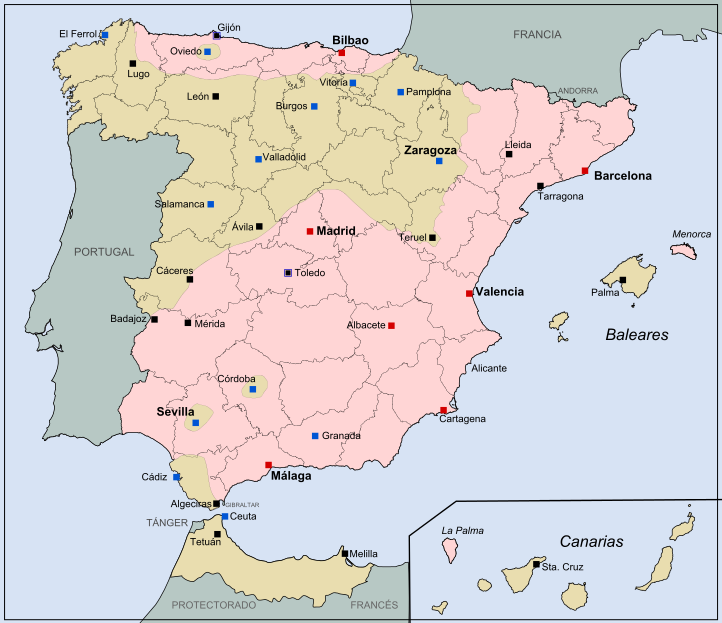 Gijón
El Ferrol
FRANCIA
Bilbao
Oviedo
Lugo
Vitoria
Pamplona
ANDORRA
León
Burgos
Lleida
Zaragoza
Valladolid
Barcelona
Tarragona
Salamanca
Ávila
Madrid
Teruel
Menorca
PORTUGAL
Cáceres
Toledo
Palma
Valencia
Badajoz
Mérida
Albacete
Baleares
Alicante
Córdoba
Sevilla
Cartagena
Granada
Cádiz
Málaga
Algeciras
GIBRALTAR
TÁNGER
Ceuta
Tetuán
Melilla
La Palma
Canarias
Sta. Cruz
PROTECTORADO
FRANCÉS